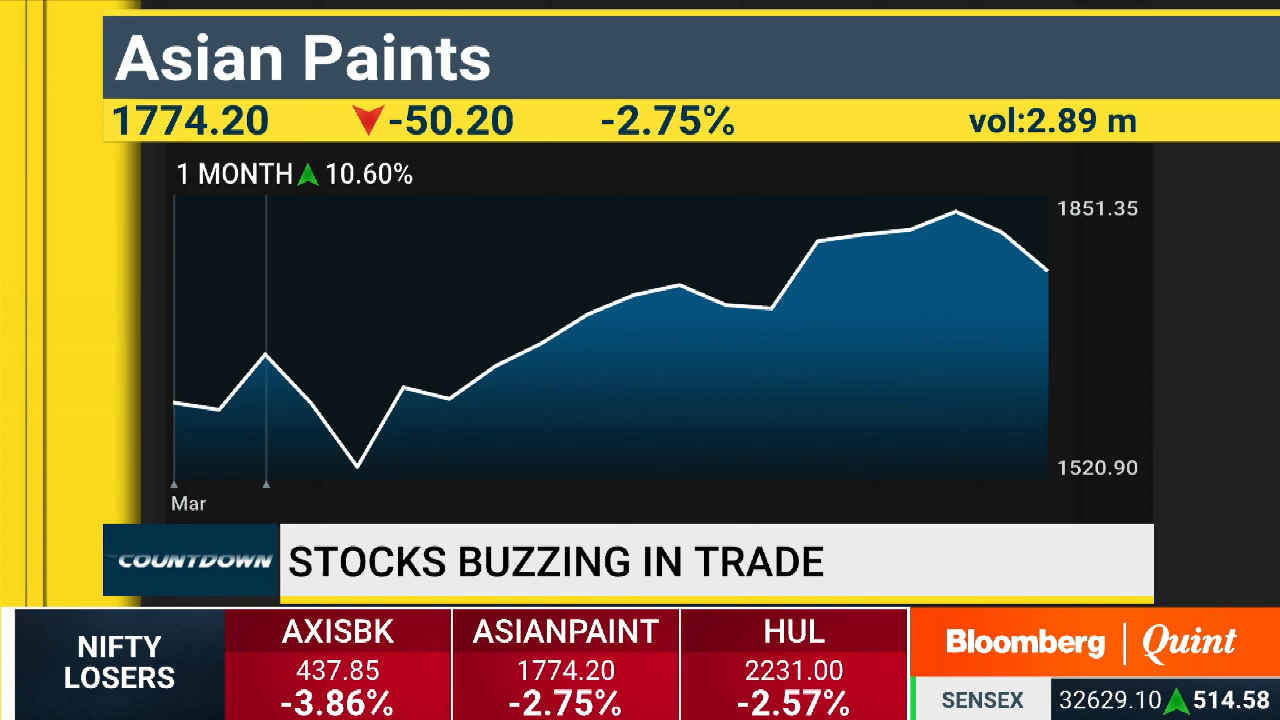 Asian Paints
1774.20 -50.20 -2.75% vol:2.89 m
1 MONTH 10.60%
1851.35
1520.90
Mar
COUNTDOWN STOCKS BUZZING IN TRADE
NIFTY LOSERS
AXISBK
437.85
-3.86%
ASIANPAINT
1774.20
-2.75%
HUL
2231.00
-2.57%
Bloomberg | Quint
SENSEX 32629.10 514.58